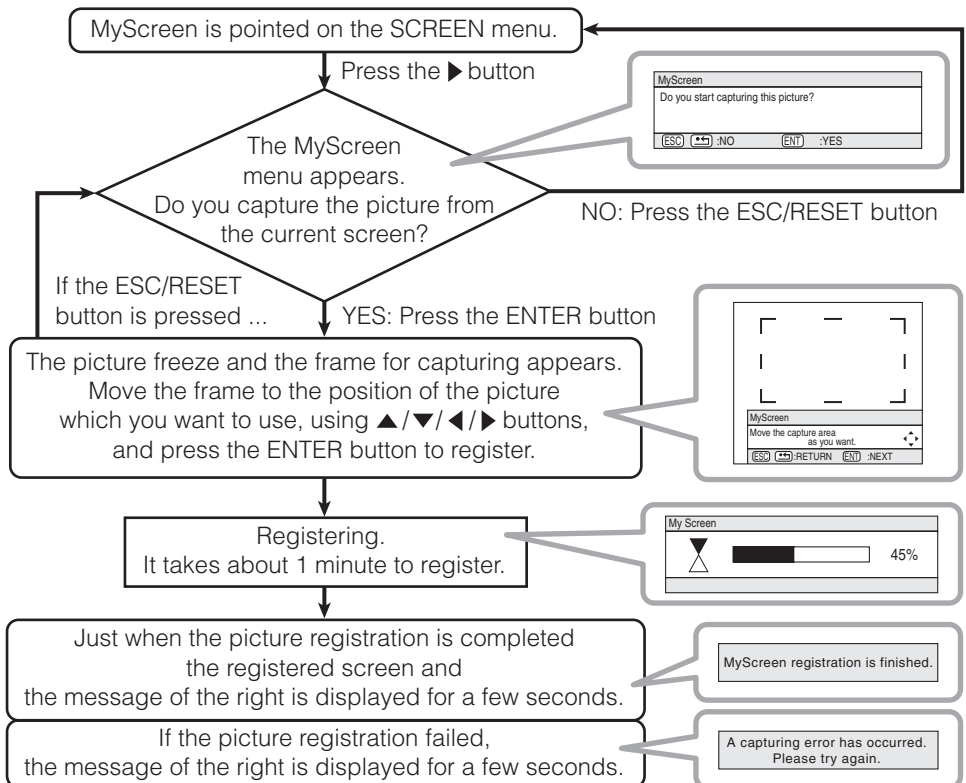 MyScreen is pointed on the SCREEN menu.
Press the ▶ button
MyScreen
Do you start capturing this picture?
ESC :NO ENT :YES
The MyScreen
menu appears.
Do you capture the picture from
the current screen?
NO: Press the ESC/RESET button
If the ESC/RESET
button is pressed ...
YES: Press the ENTER button
The picture freeze and the frame for capturing appears.
Move the frame to the position of the picture
which you want to use, using ▲/▼/◀/▶ buttons,
and press the ENTER button to register.
MyScreen
Move the capture area
as you want.
ESC :RETURN ENT :NEXT
Registering.
It takes about 1 minute to register.
My Screen
45%
Just when the picture registration is completed
the registered screen and
the message of the right is displayed for a few seconds.
MyScreen registration is finished.
If the picture registration failed,
the message of the right is displayed for a few seconds.
A capturing error has occurred.
Please try again.